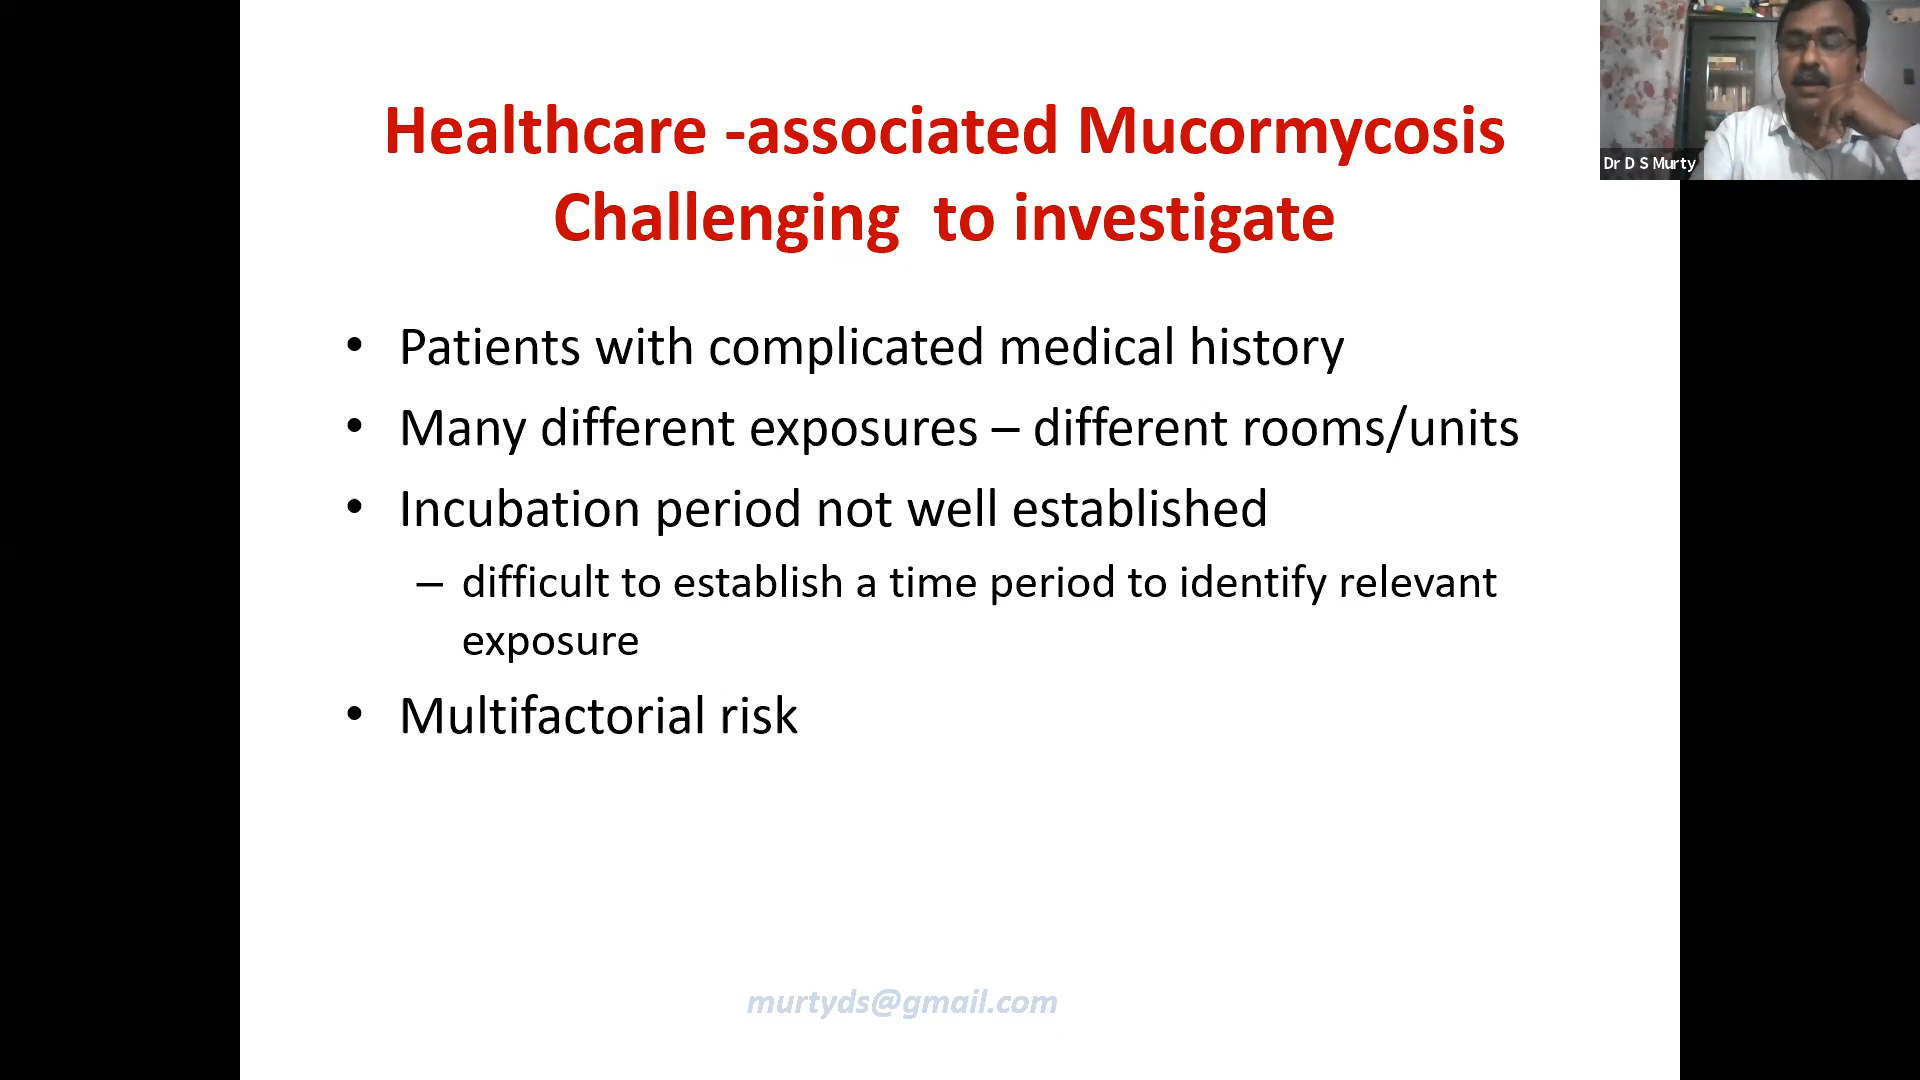 Healthcare -associated Mucormycosis
Challenging  to investigate
• Patients with complicated medical history
• Many different exposures – different rooms/units
• Incubation period not well established
– difficult to establish a time period to identify relevant
exposure
• Multifactorial risk
murtyds@gmail.com
Dr D S Murty